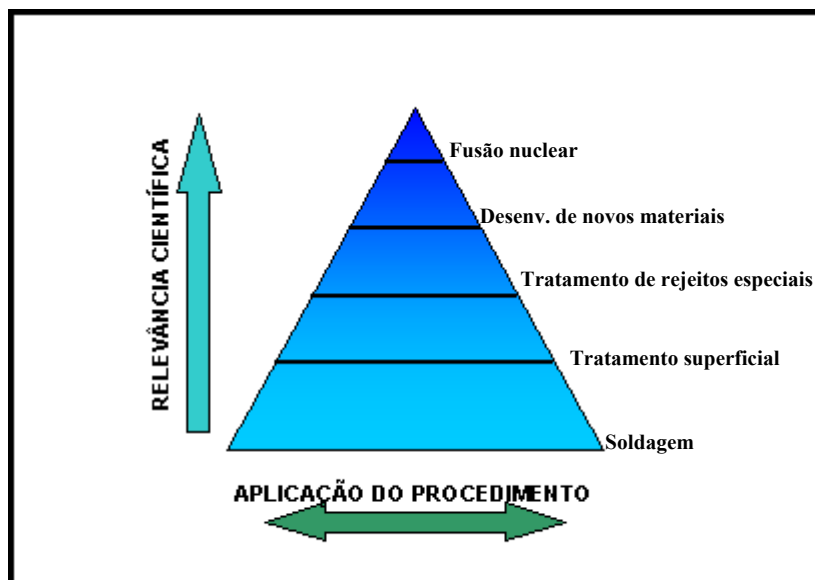 RELEVÂNCIA CIENTÍFICA
Fusão nuclear
Desenv. de novos materiais
Tratamento de rejeitos especiais
Tratamento superficial
Soldagem
APLICAÇÃO DO PROCEDIMENTO